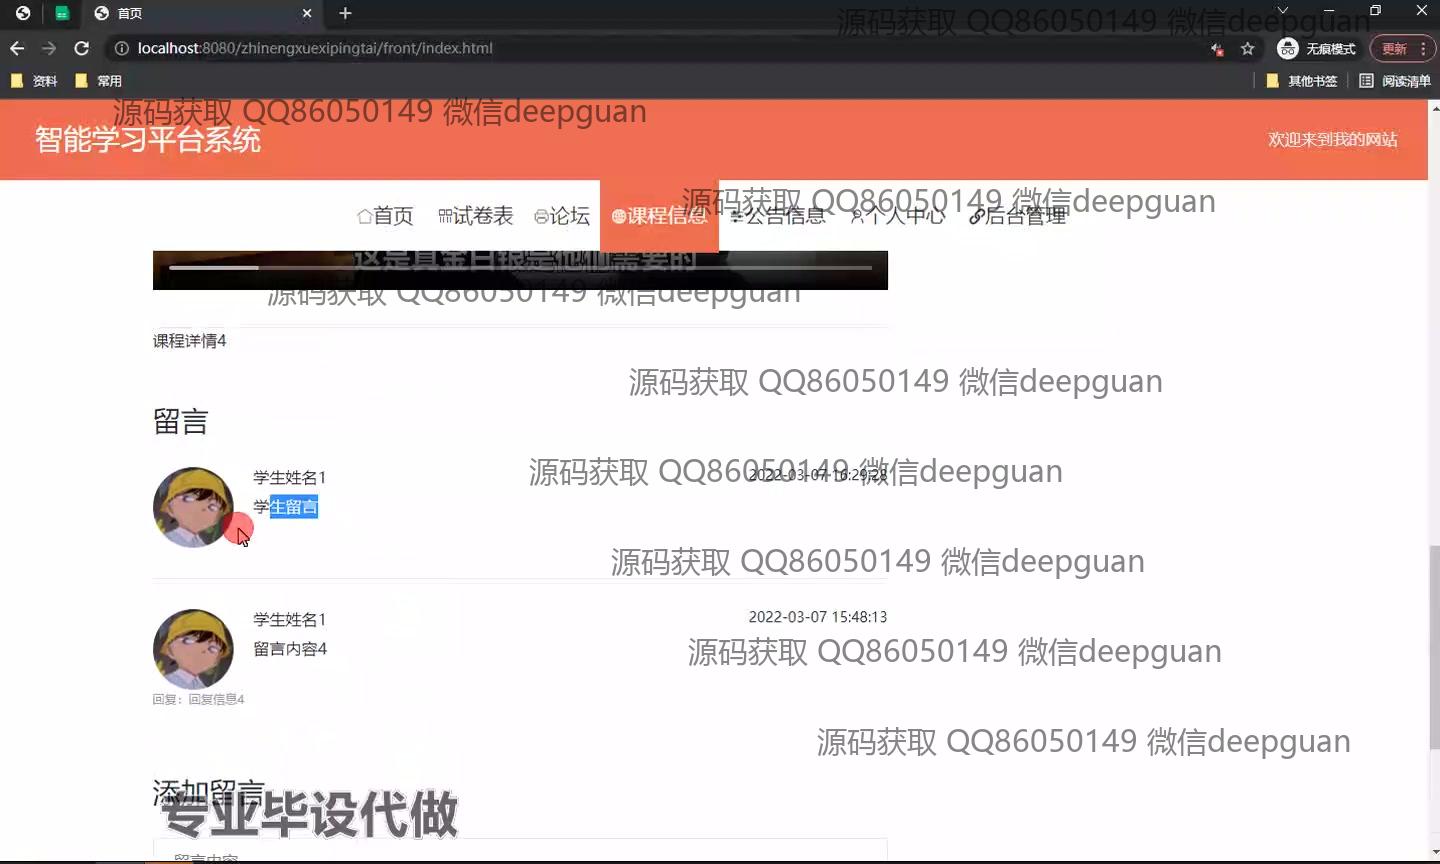 首页
localhost:8080/zhinengxuexipingtai/front/index.html
无痕模式
更新
资料
常用
其他书签
阅读清单
源码获取 QQ86050149 微信deepguan
源码获取 QQ86050149 微信deepguan
智能学习平台系统
欢迎来到我的网站
源码获取 QQ86050149 微信deepguan
首页
试卷表
论坛
课程信息
公告信息
个人中心
后台管理
这是真金白银是他们需要的
源码获取 QQ86050149 微信deepguan
课程详情4
源码获取 QQ86050149 微信deepguan
留言
学生姓名1
2022-03-07 16:29:28
源码获取 QQ86050149 微信deepguan
学生留言
源码获取 QQ86050149 微信deepguan
学生姓名1
2022-03-07 15:48:13
留言内容4
源码获取 QQ86050149 微信deepguan
回复：回复信息4
源码获取 QQ86050149 微信deepguan
添加留言
专业毕设代做
留言内容